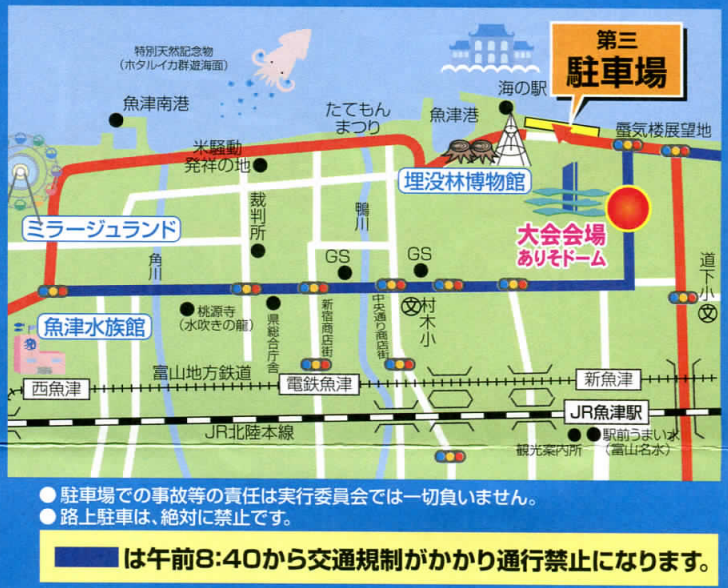 特別天然記念物
(ホタルイカ群遊海面)
第三
駐車場
魚津南港
たてもん
まつり
魚津港
海の駅
蜃気楼展望地
米騒動
発祥の地
埋没林博物館
裁判所
鴨川
ミラージュランド
大会会場
ありそドーム
角川
GS
GS
道下小
文
魚津水族館
桃源寺
(水吹きの龍)
県総合庁舎
新宿商店街
中央通り商店街
文
村木小
富山地方鉄道
西魚津
電鉄魚津
新魚津
JR魚津駅
JR北陸本線
観光案内所
駅前うまい水
(富山名水)
●駐車場での事故等の責任は実行委員会では一切負いません。
●路上駐車は、絶対に禁止です。
は午前8:40から交通規制がかかり通行禁止になります。